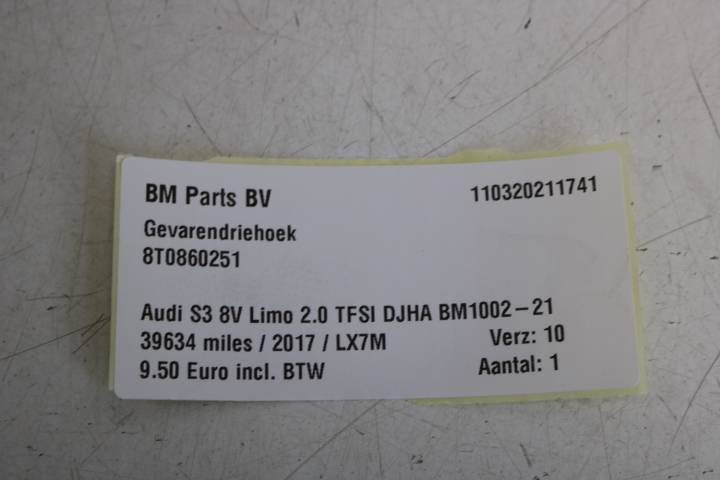 BM Parts BV 110320211741
Gevarendriehoek
8T0860251
Audi S3 8V Limo 2.0 TFSI DJHA BM1002-21
39634 miles / 2017 / LX7M Verz: 10
9.50 Euro incl. BTW Aantal: 1